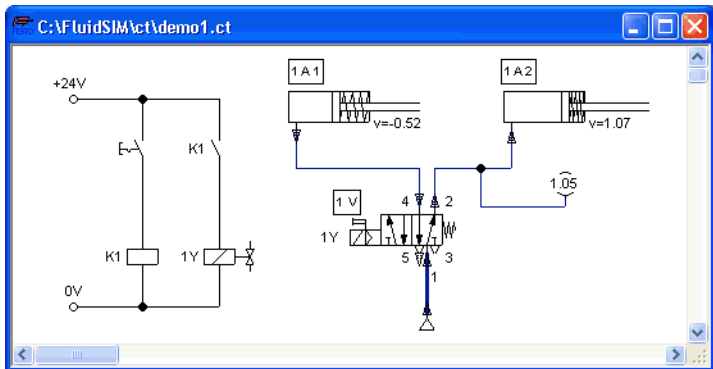 FESTO
C:\FluidSIM\ct\demo1.ct
+24V
K1
K1
1Y
0V
1A1
v=-0.52
1A2
v=1.07
1.05
1V
4
2
1Y
5
3
1